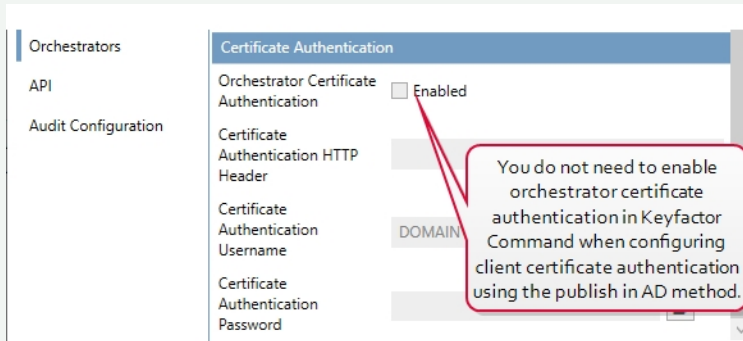 Orchestrators
API
Audit Configuration
Certificate Authentication
Orchestrator Certificate
Authentication
Enabled
Certificate
Authentication HTTP
Header
Certificate
Authentication
Username
DOMAIN
Certificate
Authentication
Password
You do not need to enable
orchestrator certificate
authentication in Keyfactor
Command when configuring
client certificate authentication
using the publish in AD method.